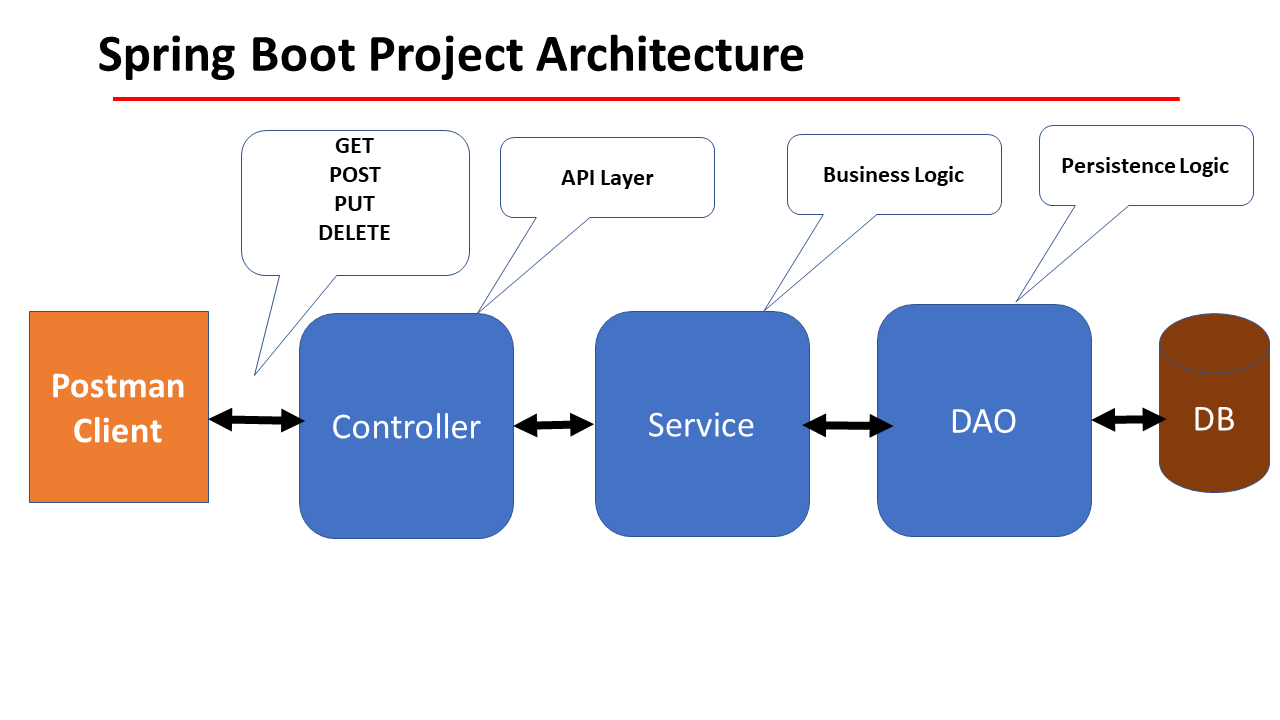 Spring Boot Project Architecture
GET
POST
PUT
DELETE
API Layer
Business Logic
Persistence Logic
Postman
Client
Controller
Service
DAO
DB